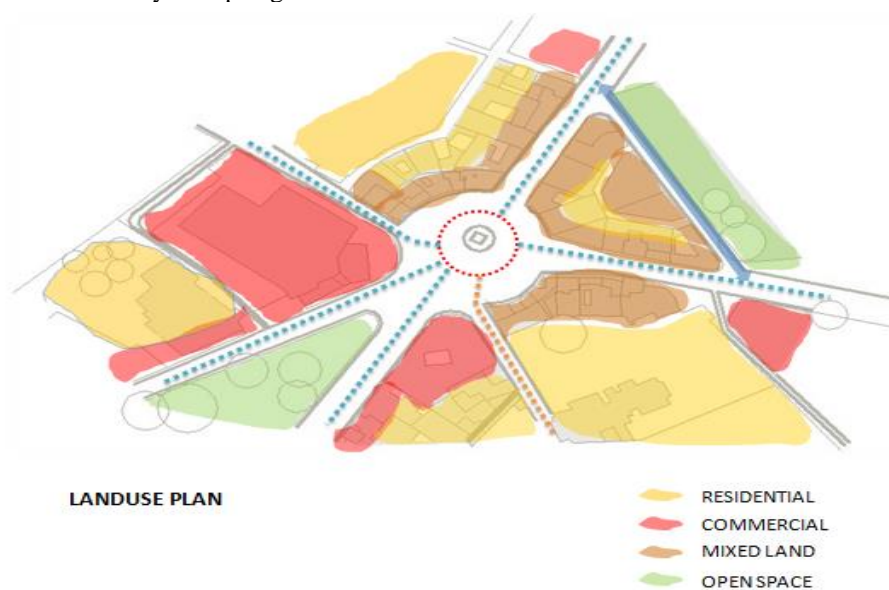 LANDUSE PLAN
RESIDENTIAL
COMMERCIAL
MIXED LAND
OPEN SPACE